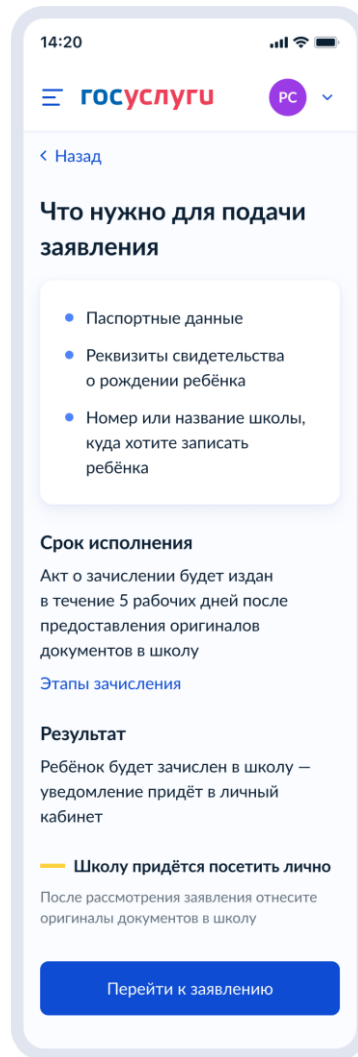 14:20
госуслуги
РС
Назад
Что нужно для подачи
заявления
Паспортные данные
Реквизиты свидетельства
о рождении ребёнка
Номер или название школы,
куда хотите записать
ребёнка
Срок исполнения
Акт о зачислении будет издан
в течение 5 рабочих дней после
предоставления оригиналов
документов в школу
Этапы зачисления
Результат
Ребёнок будет зачислен в школу —
уведомление придёт в личный
кабинет
Школу придётся посетить лично
После рассмотрения заявления отнесите
оригиналы документов в школу
Перейти к заявлению